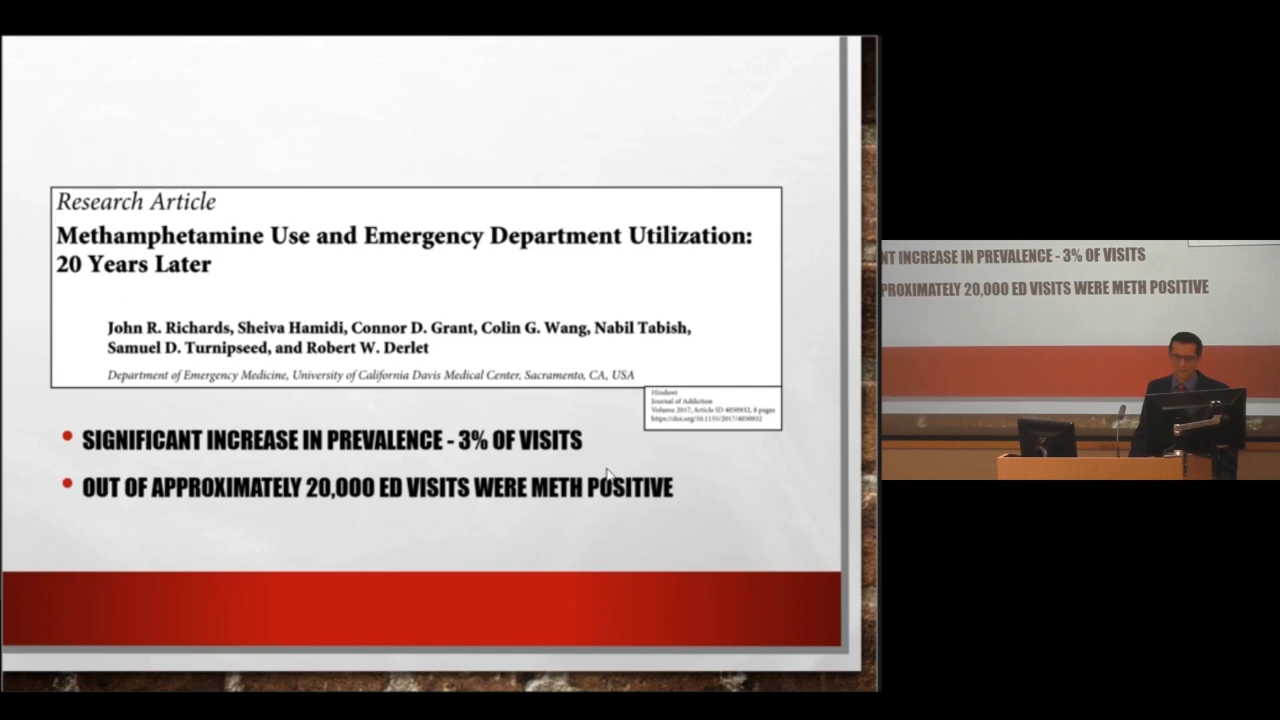 Research Article
Methamphetamine Use and Emergency Department Utilization:
20 Years Later
John R. Richards, Sheiva Hamidi, Connor D. Grant, Colin G. Wang, Nabil Tabish,
Samuel D. Turnipseed, and Robert W. Derlet
Department of Emergency Medicine, University of California Davis Medical Center, Sacramento, CA, USA
Hindawi
Journal of Addiction
Volume 2017, Article ID 4050932, 8 pages
https://doi.org/10.1155/2017/4050932
• SIGNIFICANT INCREASE IN PREVALENCE - 3% OF VISITS
• OUT OF APPROXIMATELY 20,000 ED VISITS WERE METH POSITIVE
NT INCREASE IN PREVALENCE - 3% OF VISITS
PROXIMATELY 20,000 ED VISITS WERE METH POSITIVE